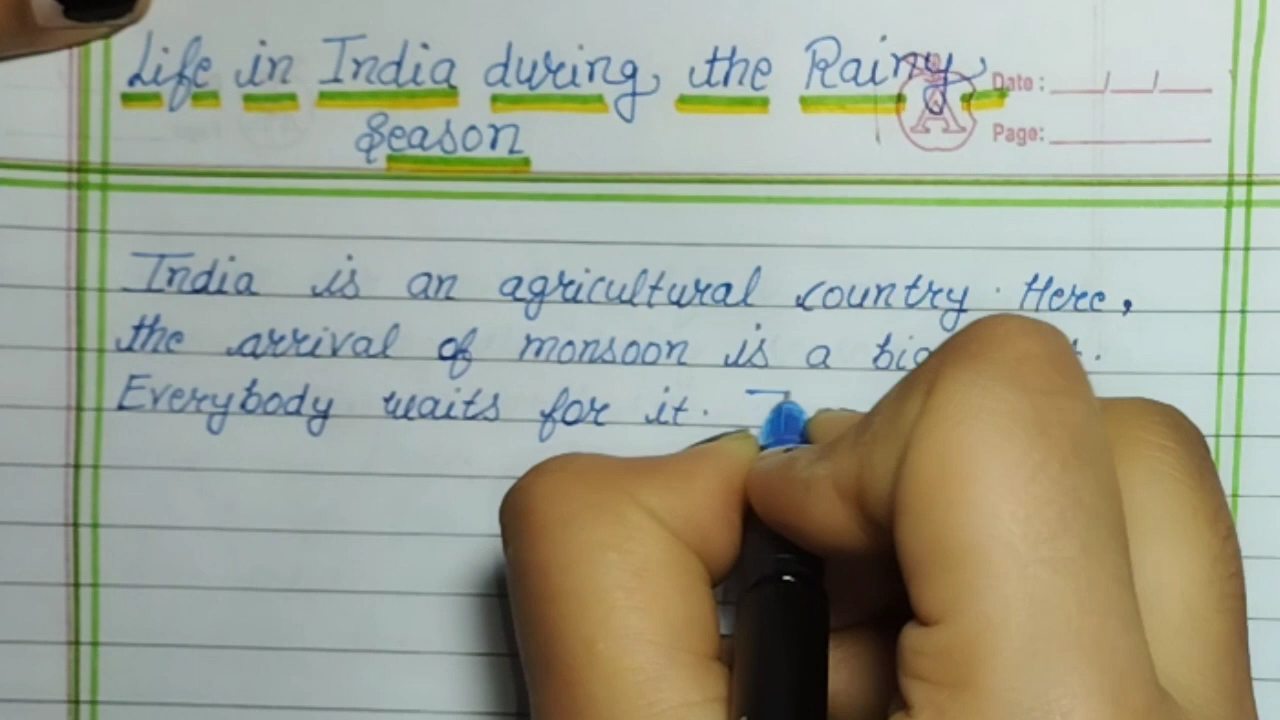 Life in India during the Rainy
Season
Date :
Page:
India is an agricultural country. Here,
the arrival of monsoon is a
Everybody waits for it.